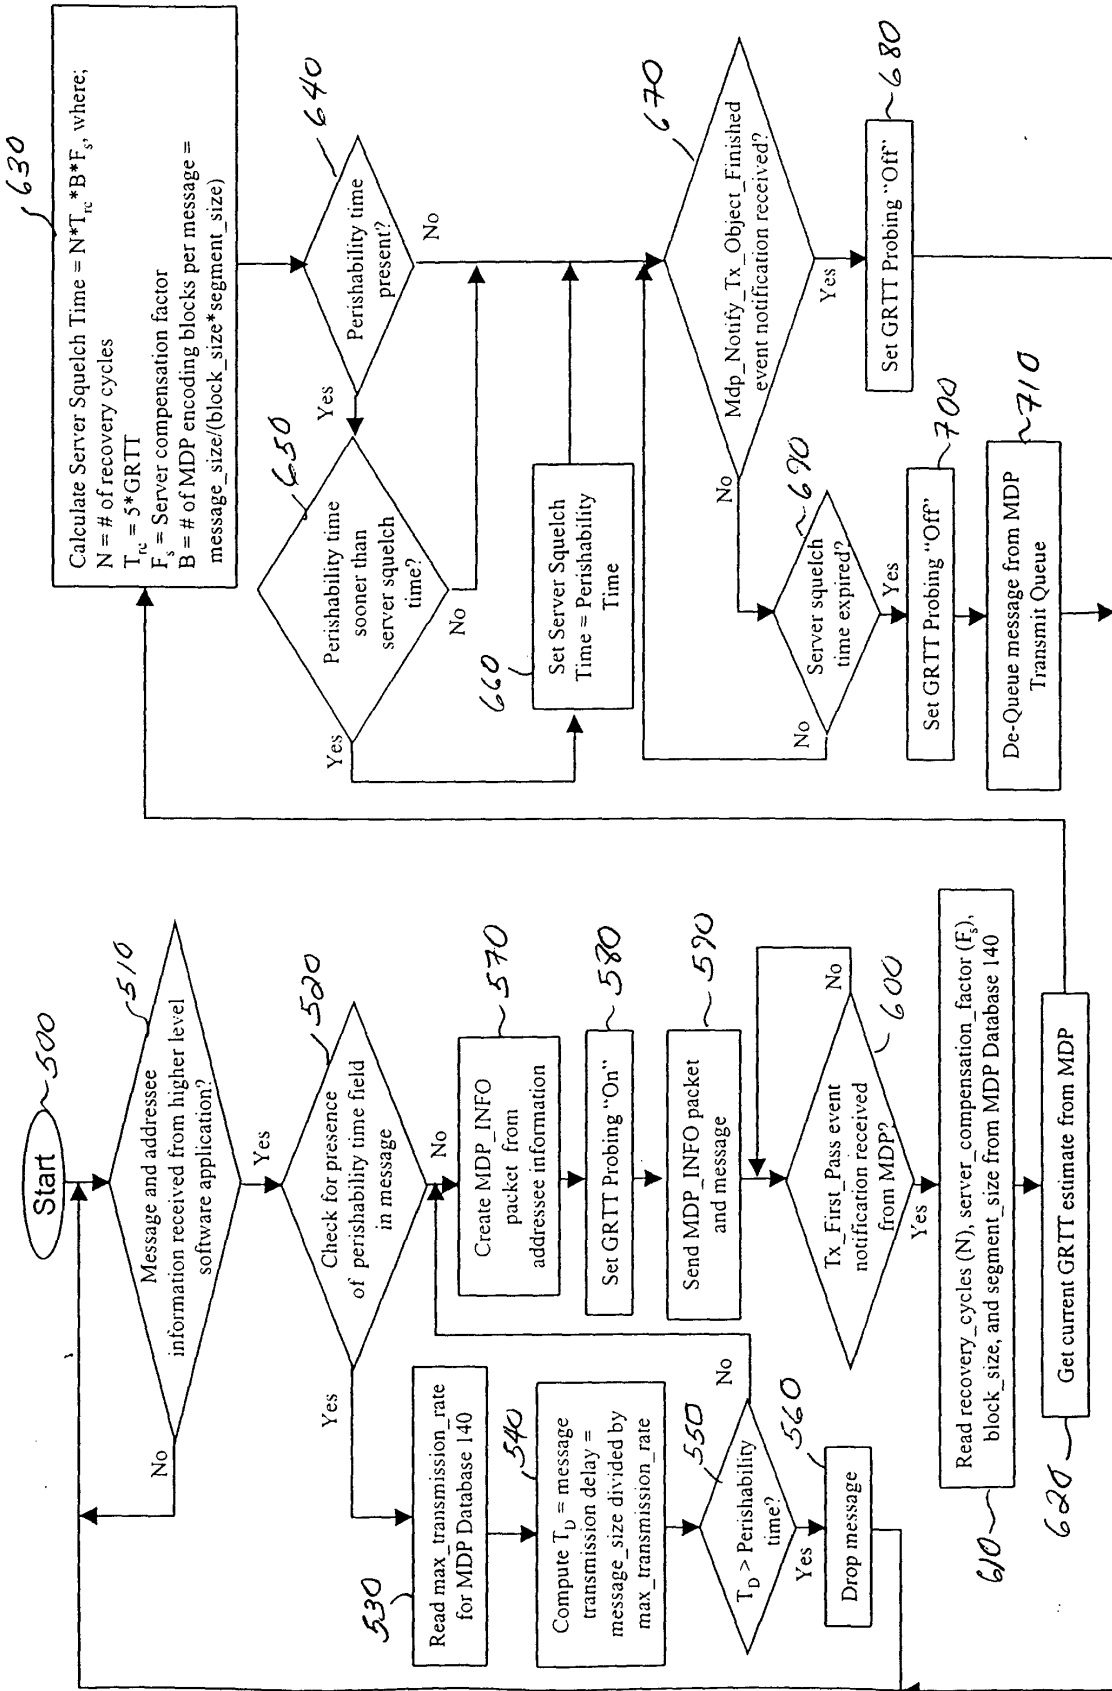 Start
500
510
Message and addressee
information received from higher level
software application?
No
Yes
520
Check for presence
of perishability time field
in message
Yes
No
530
Read max_transmission_rate
for MDP Database 140
540
Compute T_D = message
transmission delay =
message_size divided by
max_transmission_rate
550
T_D > Perishability
time?
No
Yes
560
Drop message
570
Create MDP_INFO
packet from
addressee information
580
Set GRTT Probing “On”
590
Send MDP_INFO packet
and message
600
Tx_First_Pass event
notification received
from MDP?
No
Yes
610
Read recovery_cycles (N), server_compensation_factor (F_s),
block_size, and segment_size from MDP Database 140
620
Get current GRTT estimate from MDP
630
Calculate Server Squelch Time = N*T_rc*B*F_s, where;
N = # of recovery cycles
T_rc = 5*GRTT
F_s = Server compensation factor
B = # of MDP encoding blocks per message =
message_size/(block_size*segment_size)
640
Perishability time
present?
Yes
No
650
Perishability time
sooner than
server squelch
time?
Yes
No
660
Set Server Squelch
Time = Perishability
Time
670
Mdp_Notify_Tx_Object_Finished
event notification received?
No
Yes
680
Set GRTT Probing “Off”
690
Server squelch
time expired?
No
Yes
700
Set GRTT Probing “Off”
710
De-Queue message from MDP
Transmit Queue